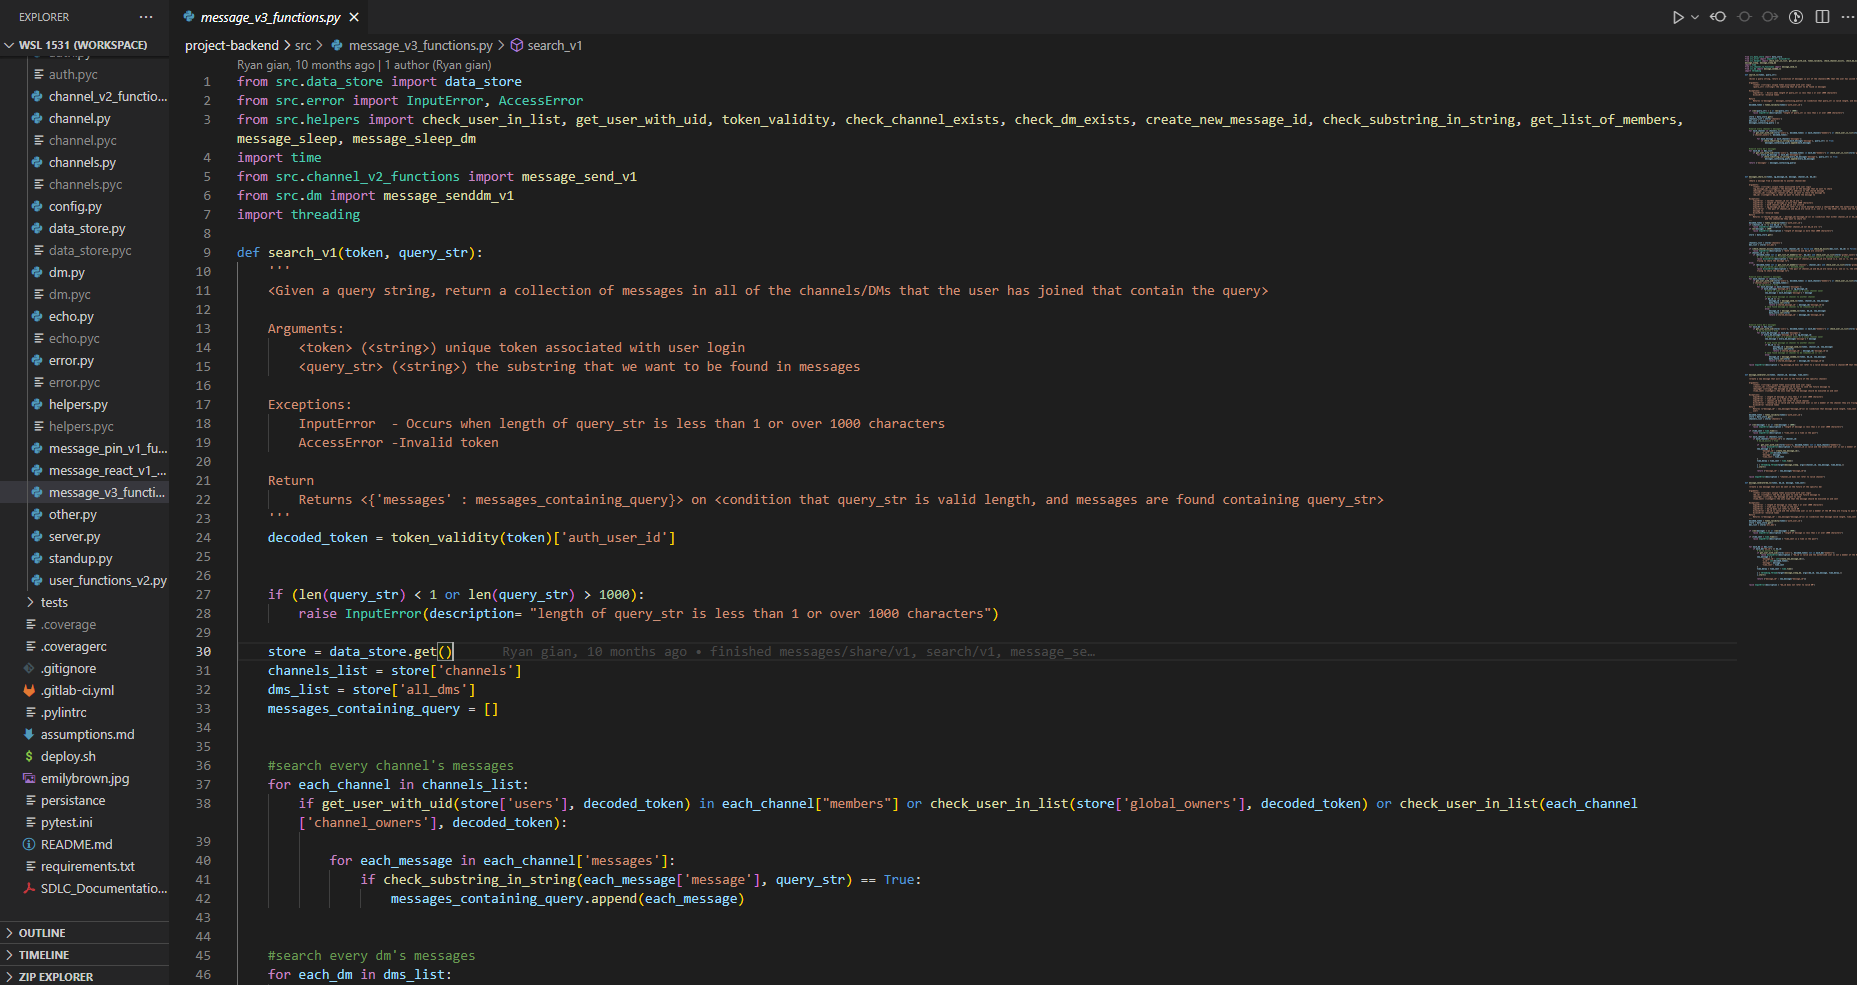 EXPLORER
WSL 1531 (WORKSPACE)
auth.pyc
channel_v2_functio...
channel.py
channel.pyc
channels.py
channels.pyc
config.py
data_store.py
data_store.pyc
dm.py
dm.pyc
echo.py
echo.pyc
error.py
error.pyc
helpers.py
helpers.pyc
message_pin_v1_fu...
message_react_v1_...
message_v3_functi...
other.py
server.py
standup.py
user_functions_v2.py
tests
.coverage
.coveragerc
.gitignore
.gitlab-ci.yml
.pylintrc
assumptions.md
deploy.sh
emilybrown.jpg
persistance
pytest.ini
README.md
requirements.txt
SDLC_Documentatio...
OUTLINE
TIMELINE
ZIP EXPLORER
message_v3_functions.py
project-backend > src > message_v3_functions.py > search_v1
Ryan gian, 10 months ago | 1 author (Ryan gian)
1 from src.data_store import data_store
2 from src.error import InputError, AccessError
3 from src.helpers import check_user_in_list, get_user_with_uid, token_validity, check_channel_exists, check_dm_exists, create_new_message_id, check_substring_in_string, get_list_of_members,
message_sleep, message_sleep_dm
4 import time
5 from src.channel_v2_functions import message_send_v1
6 from src.dm import message_senddm_v1
7 import threading
8
9 def search_v1(token, query_str):
10 '''
11 <Given a query string, return a collection of messages in all of the channels/DMs that the user has joined that contain the query>
12
13 Arguments:
14 <token> (<string>) unique token associated with user login
15 <query_str> (<string>) the substring that we want to be found in messages
16
17 Exceptions:
18 InputError  - Occurs when length of query_str is less than 1 or over 1000 characters
19 AccessError -Invalid token
20
21 Return
22 Returns <{'messages' : messages_containing_query}> on <condition that query_str is valid length, and messages are found containing query_str>
23 '''
24 decoded_token = token_validity(token)['auth_user_id']
25
26
27 if (len(query_str) < 1 or len(query_str) > 1000):
28 raise InputError(description= "length of query_str is less than 1 or over 1000 characters")
29
30 store = data_store.get() Ryan gian, 10 months ago • finished messages/share/v1, search/v1, message_se…
31 channels_list = store['channels']
32 dms_list = store['all_dms']
33 messages_containing_query = []
34
35
36 #search every channel's messages
37 for each_channel in channels_list:
38 if get_user_with_uid(store['users'], decoded_token) in each_channel["members"] or check_user_in_list(store['global_owners'], decoded_token) or check_user_in_list(each_channel
['channel_owners'], decoded_token):
39
40 for each_message in each_channel['messages']:
41 if check_substring_in_string(each_message['message'], query_str) == True:
42 messages_containing_query.append(each_message)
43
44
45 #search every dm's messages
46 for each_dm in dms_list: